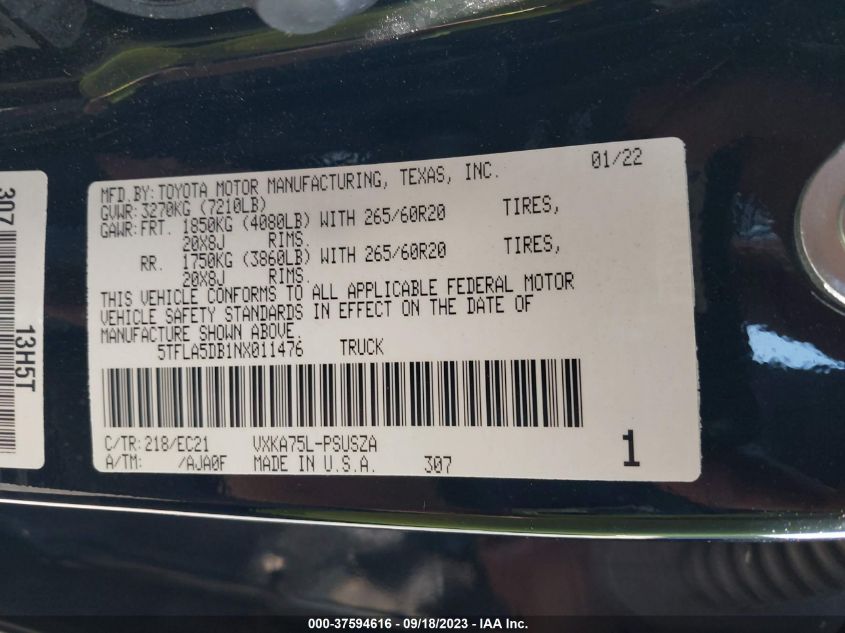 MFD.BY:TOYOTA MOTOR MANUFACTURING, TEXAS, INC. 01/22
GVWR:3270KG (7210LB)
GAWR:FRT. 1850KG (4080LB) WITH 265/60R20 TIRES,
20X8J RIMS.
RR. 1750KG (3860LB) WITH 265/60R20 TIRES,
20X8J RIMS.
THIS VEHICLE CONFORMS TO ALL APPLICABLE FEDERAL MOTOR
VEHICLE SAFETY STANDARDS IN EFFECT ON THE DATE OF
MANUFACTURE SHOWN ABOVE.
5TFLA5DB1NX011476 TRUCK
C/TR:218/EC21 VXKA75L-PSUSZA
A/TM: /AJA0F MADE IN U.S.A. 307 1
307
13H5T
000-37594616 - 09/18/2023 - IAAI.com